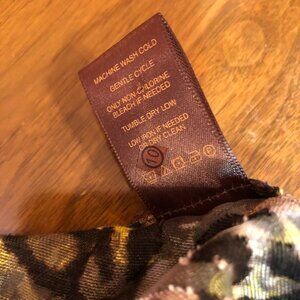 MACHINE WASH COLD
GENTLE CYCLE
ONLY NON CHLORINE
BLEACH IF NEEDED
TUMBLE DRY LOW
LOW IRON IF NEEDED
OR DRY CLEAN